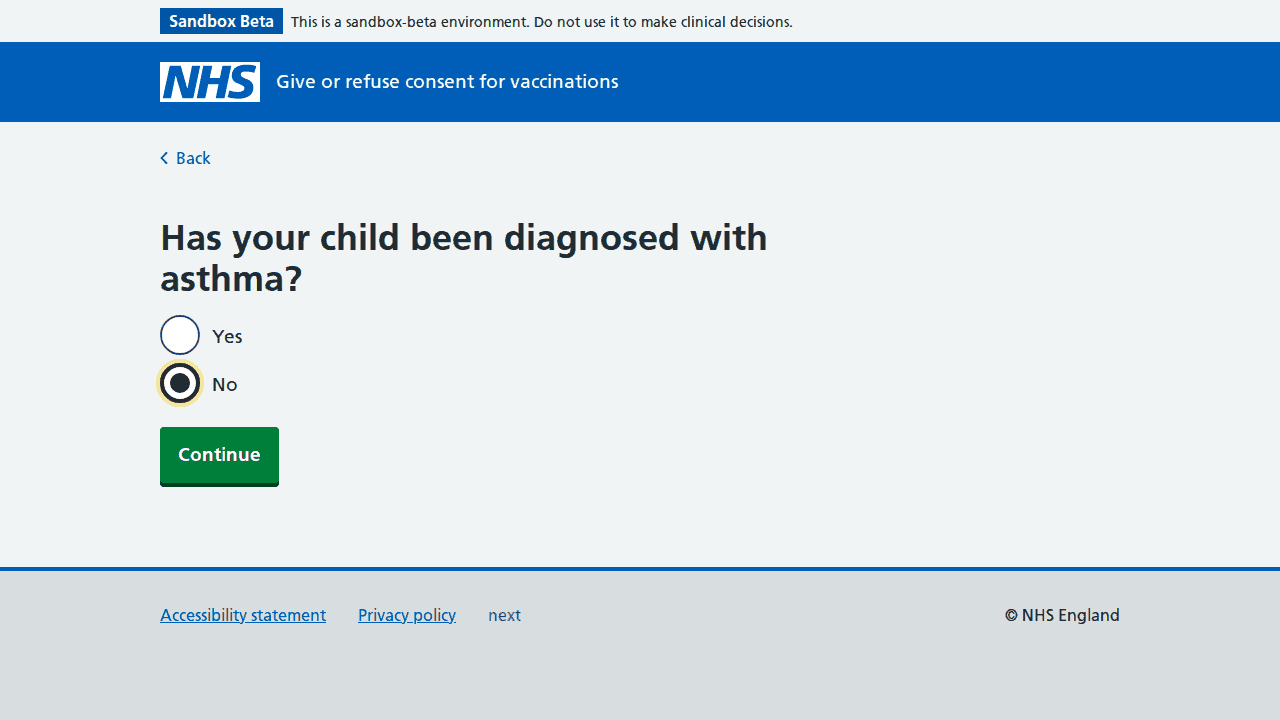 Sandbox Beta This is a sandbox-beta environment. Do not use it to make clinical decisions.
NHS Give or refuse consent for vaccinations
Back
Has your child been diagnosed with
asthma?
Yes
No
Continue
Accessibility statement Privacy policy next © NHS England